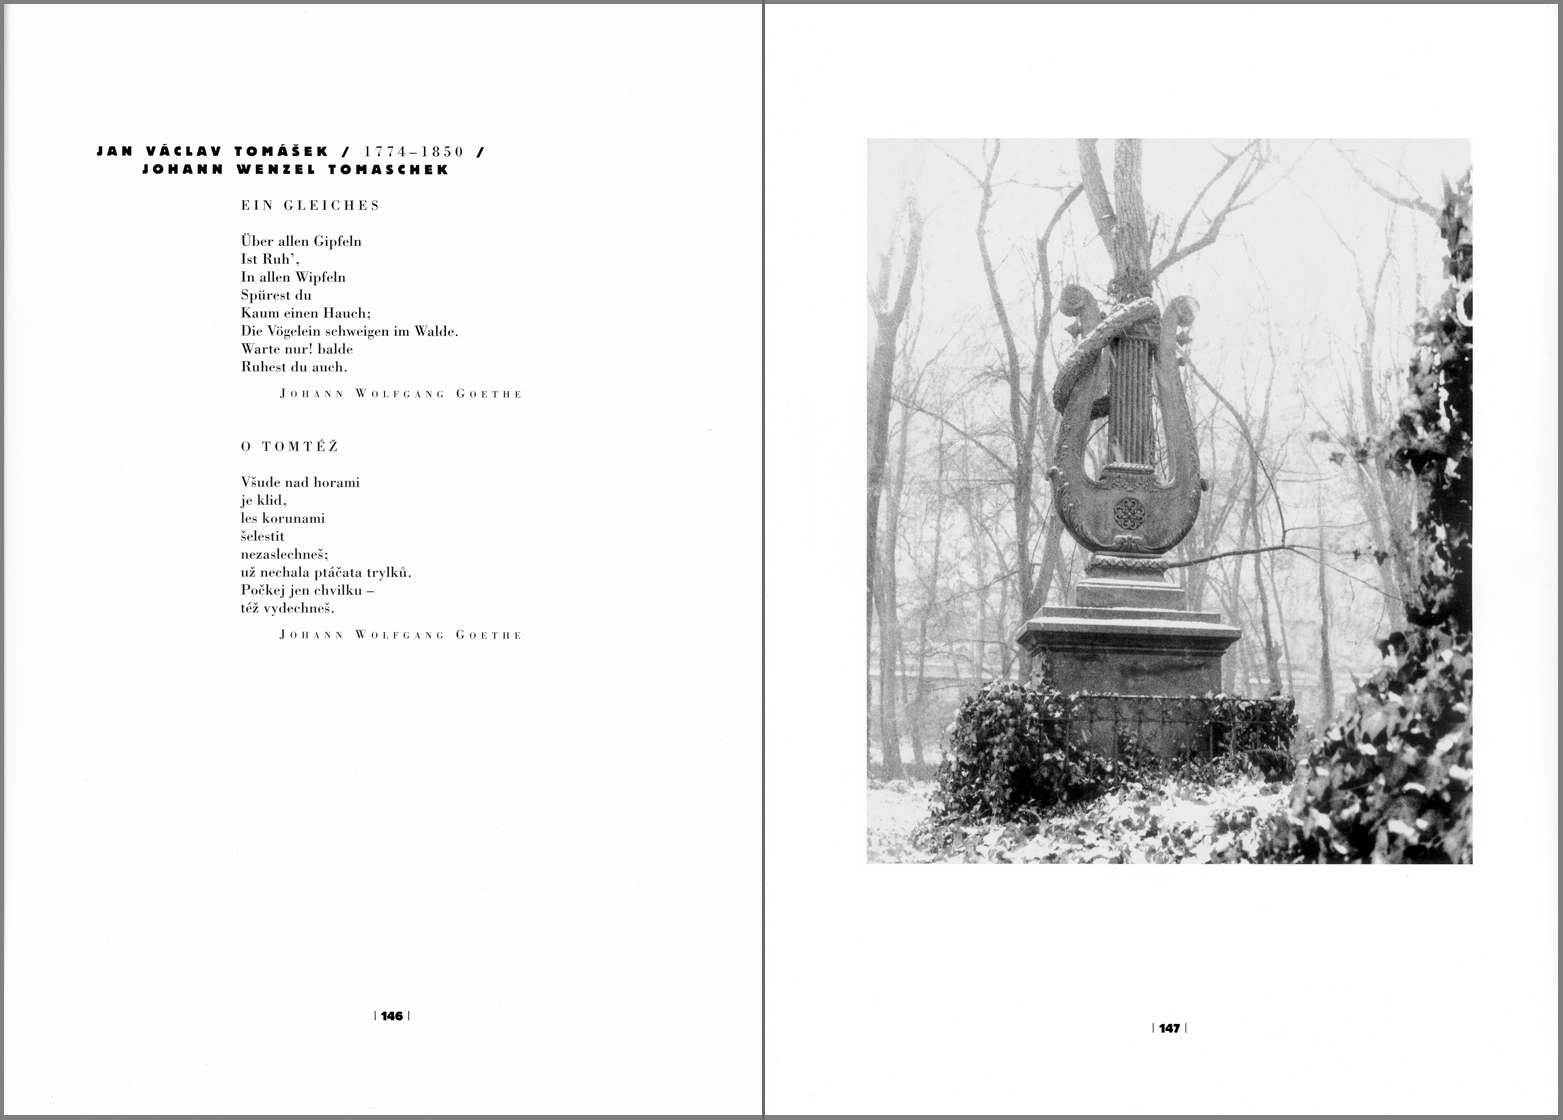 JAN VÁCLAV TOMÁŠEK / 1774–1850 /
JOHANN WENZEL TOMASCHEK
EIN GLEICHES
Über allen Gipfeln
Ist Ruh’,
In allen Wipfeln
Spürest du
Kaum einen Hauch;
Die Vögelein schweigen im Walde.
Warte nur! balde
Ruhest du auch.
JOHANN WOLFGANG GOETHE
O TOMTÉŽ
Všude nad horami
je klid,
les korunami
šelestit
nezaslechneš;
už nechala ptáčata trylků.
Počkej jen chvilku –
též vydechneš.
JOHANN WOLFGANG GOETHE
| 146 |
| 147 |